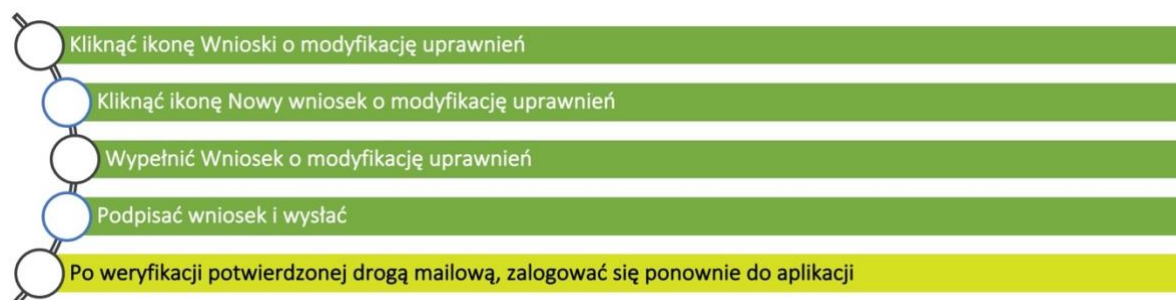 Kliknąć ikonę Wnioski o modyfikację uprawnień
Kliknąć ikonę Nowy wniosek o modyfikację uprawnień
Wypełnić Wniosek o modyfikację uprawnień
Podpisać wniosek i wysłać
Po weryfikacji potwierdzonej drogą mailową, zalogować się ponownie do aplikacji